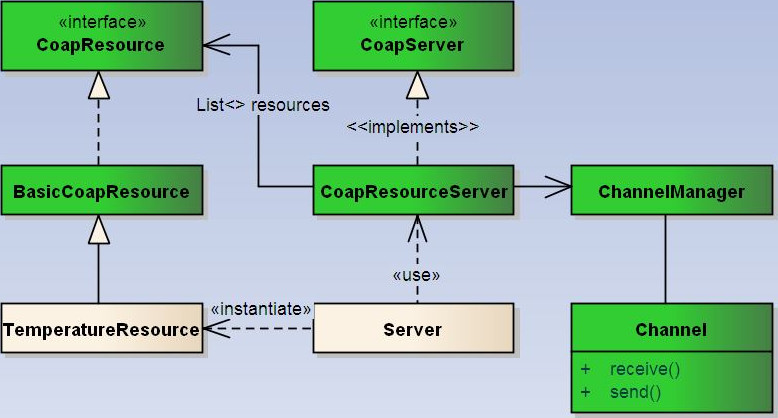 «interface»
CoapResource
«interface»
CoapServer
List<> resources
<<implements>>
BasicCoapResource
CoapResourceServer
ChannelManager
«use»
«instantiate»
TemperatureResource
Server
Channel
+ receive()
+ send()